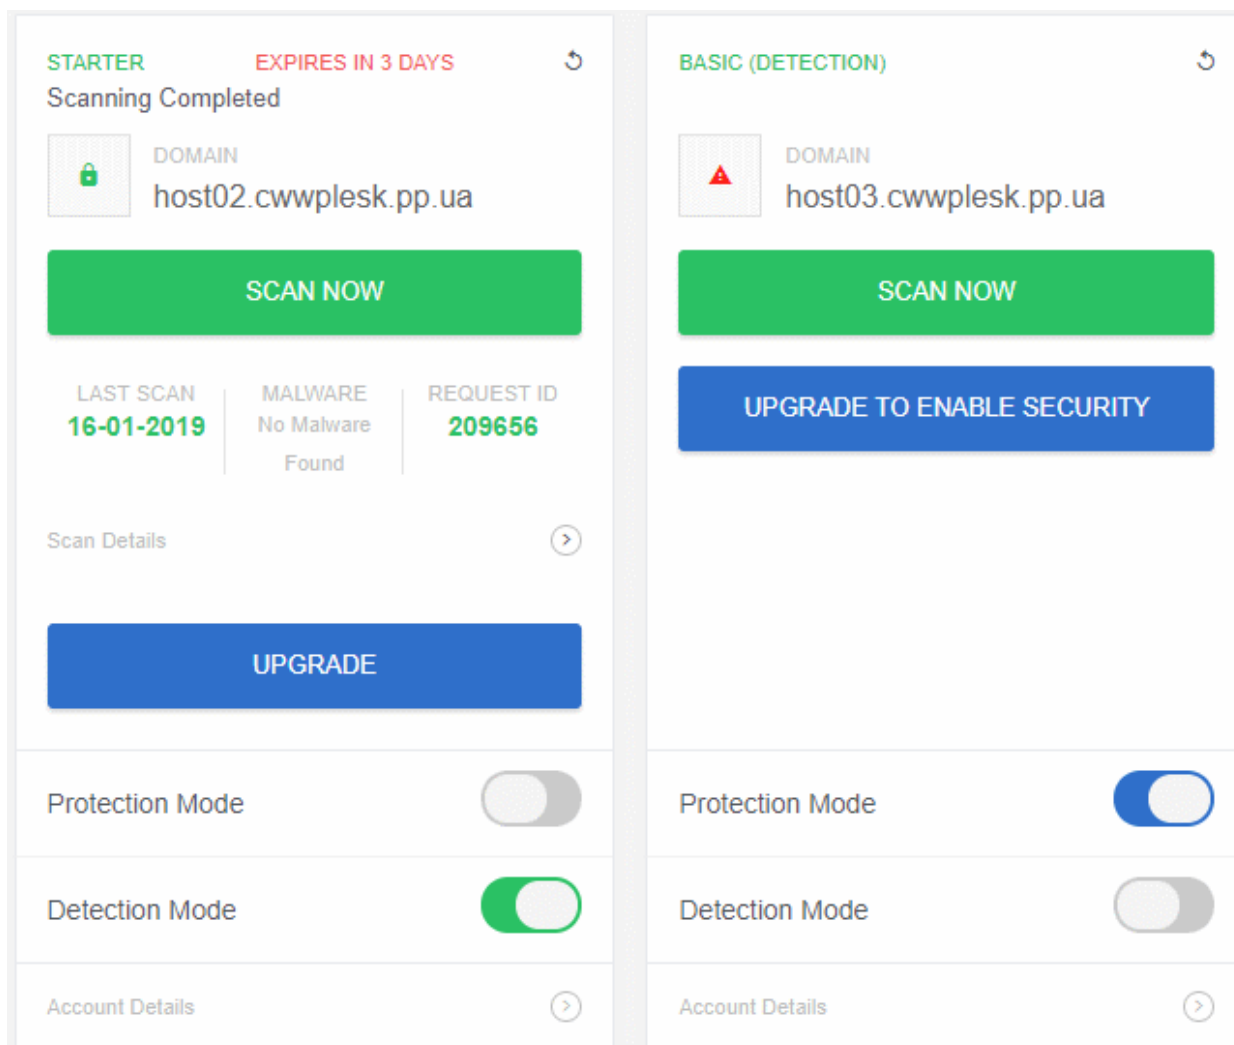 STARTER EXPIRES IN 3 DAYS
Scanning Completed
DOMAIN
host02.cwwplesk.pp.ua
SCAN NOW
LAST SCAN MALWARE REQUEST ID
16-01-2019 No Malware 209656
Found
Scan Details
UPGRADE
Protection Mode
Detection Mode
Account Details
BASIC (DETECTION)
DOMAIN
host03.cwwplesk.pp.ua
SCAN NOW
UPGRADE TO ENABLE SECURITY
Protection Mode
Detection Mode
Account Details